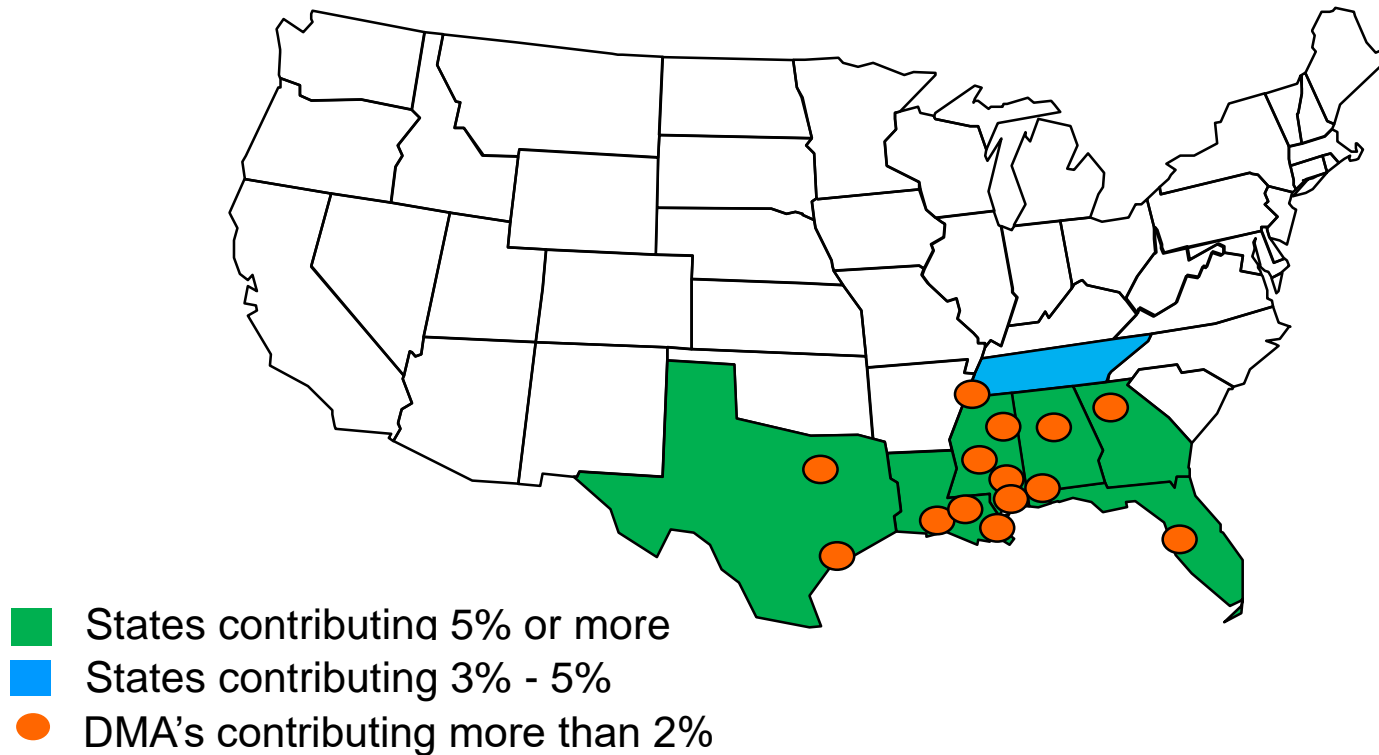 States contributing 5% or more
States contributing 3% - 5%
DMA's contributing more than 2%